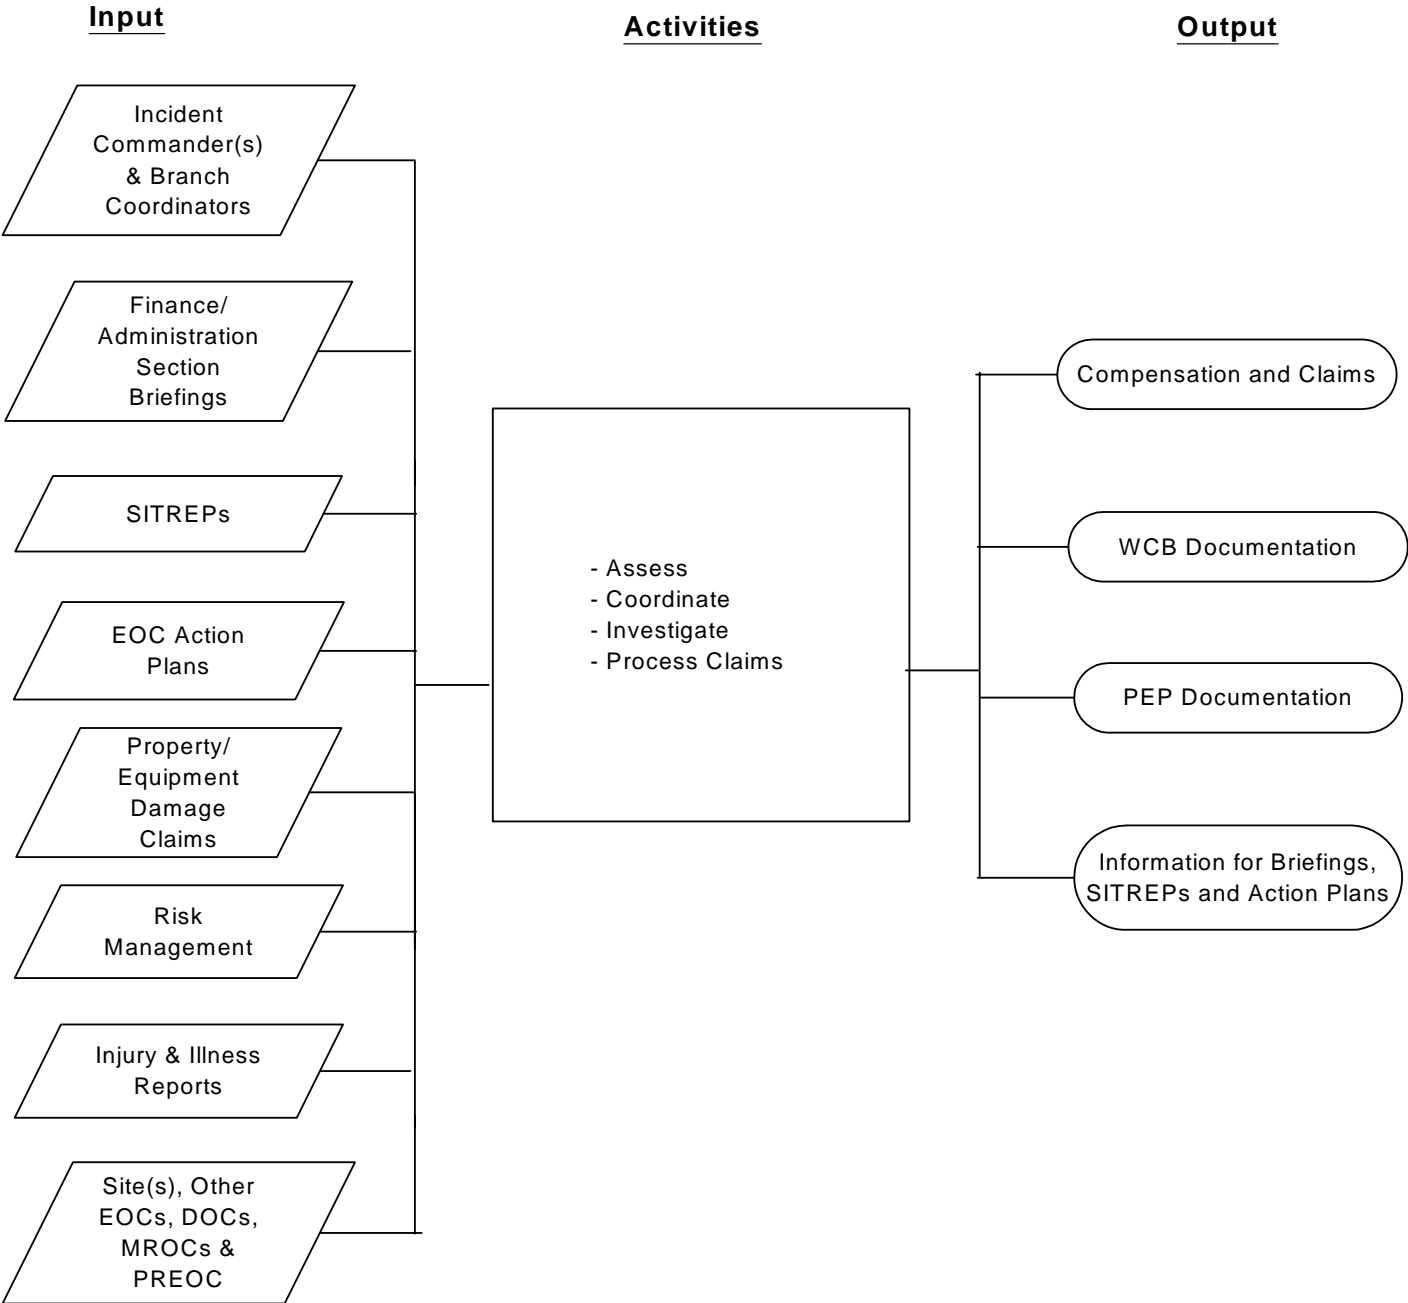 Input
Activities
Output
Incident
Commander(s)
& Branch
Coordinators
Finance/
Administration
Section
Briefings
SITREPs
EOC Action
Plans
Property/
Equipment
Damage
Claims
Risk
Management
Injury & Illness
Reports
Site(s), Other
EOCs, DOCs,
MROCs &
PREOC
- Assess
- Coordinate
- Investigate
- Process Claims
Compensation and Claims
WCB Documentation
PEP Documentation
Information for Briefings,
SITREPs and Action Plans